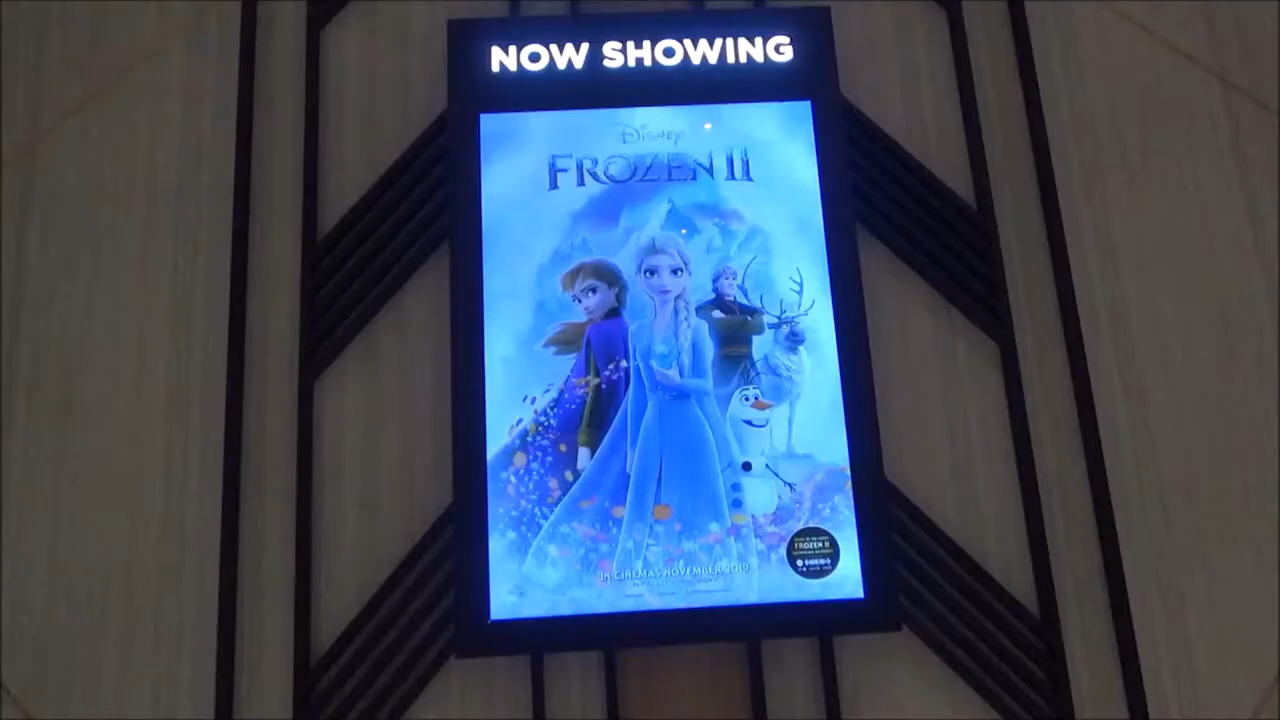 NOW SHOWING
Disney
FROZEN II
IN CINEMAS NOVEMBER 2019
FROZEN II